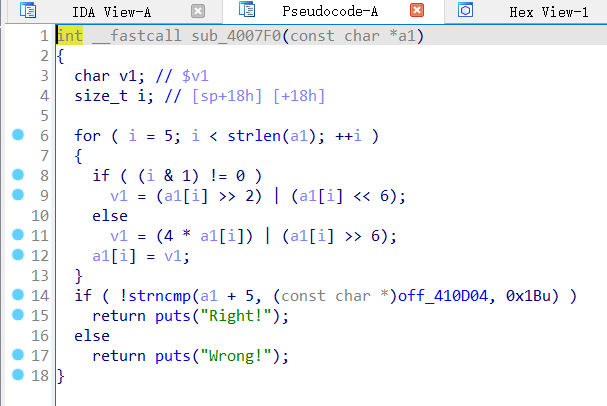 IDA View-A Pseudocode-A Hex View-1
1 int __fastcall sub_4007F0(const char *a1)
2 {
3 char v1; // $v1
4 size_t i; // [sp+18h] [+18h]
5
6 for ( i = 5; i < strlen(a1); ++i )
7 {
8 if ( (i & 1) != 0 )
9 v1 = (a1[i] >> 2) | (a1[i] << 6);
10 else
11 v1 = (4 * a1[i]) | (a1[i] >> 6);
12 a1[i] = v1;
13 }
14 if ( !strncmp(a1 + 5, (const char *)off_410D04, 0x1Bu) )
15 return puts("Right!");
16 else
17 return puts("Wrong!");
18 }